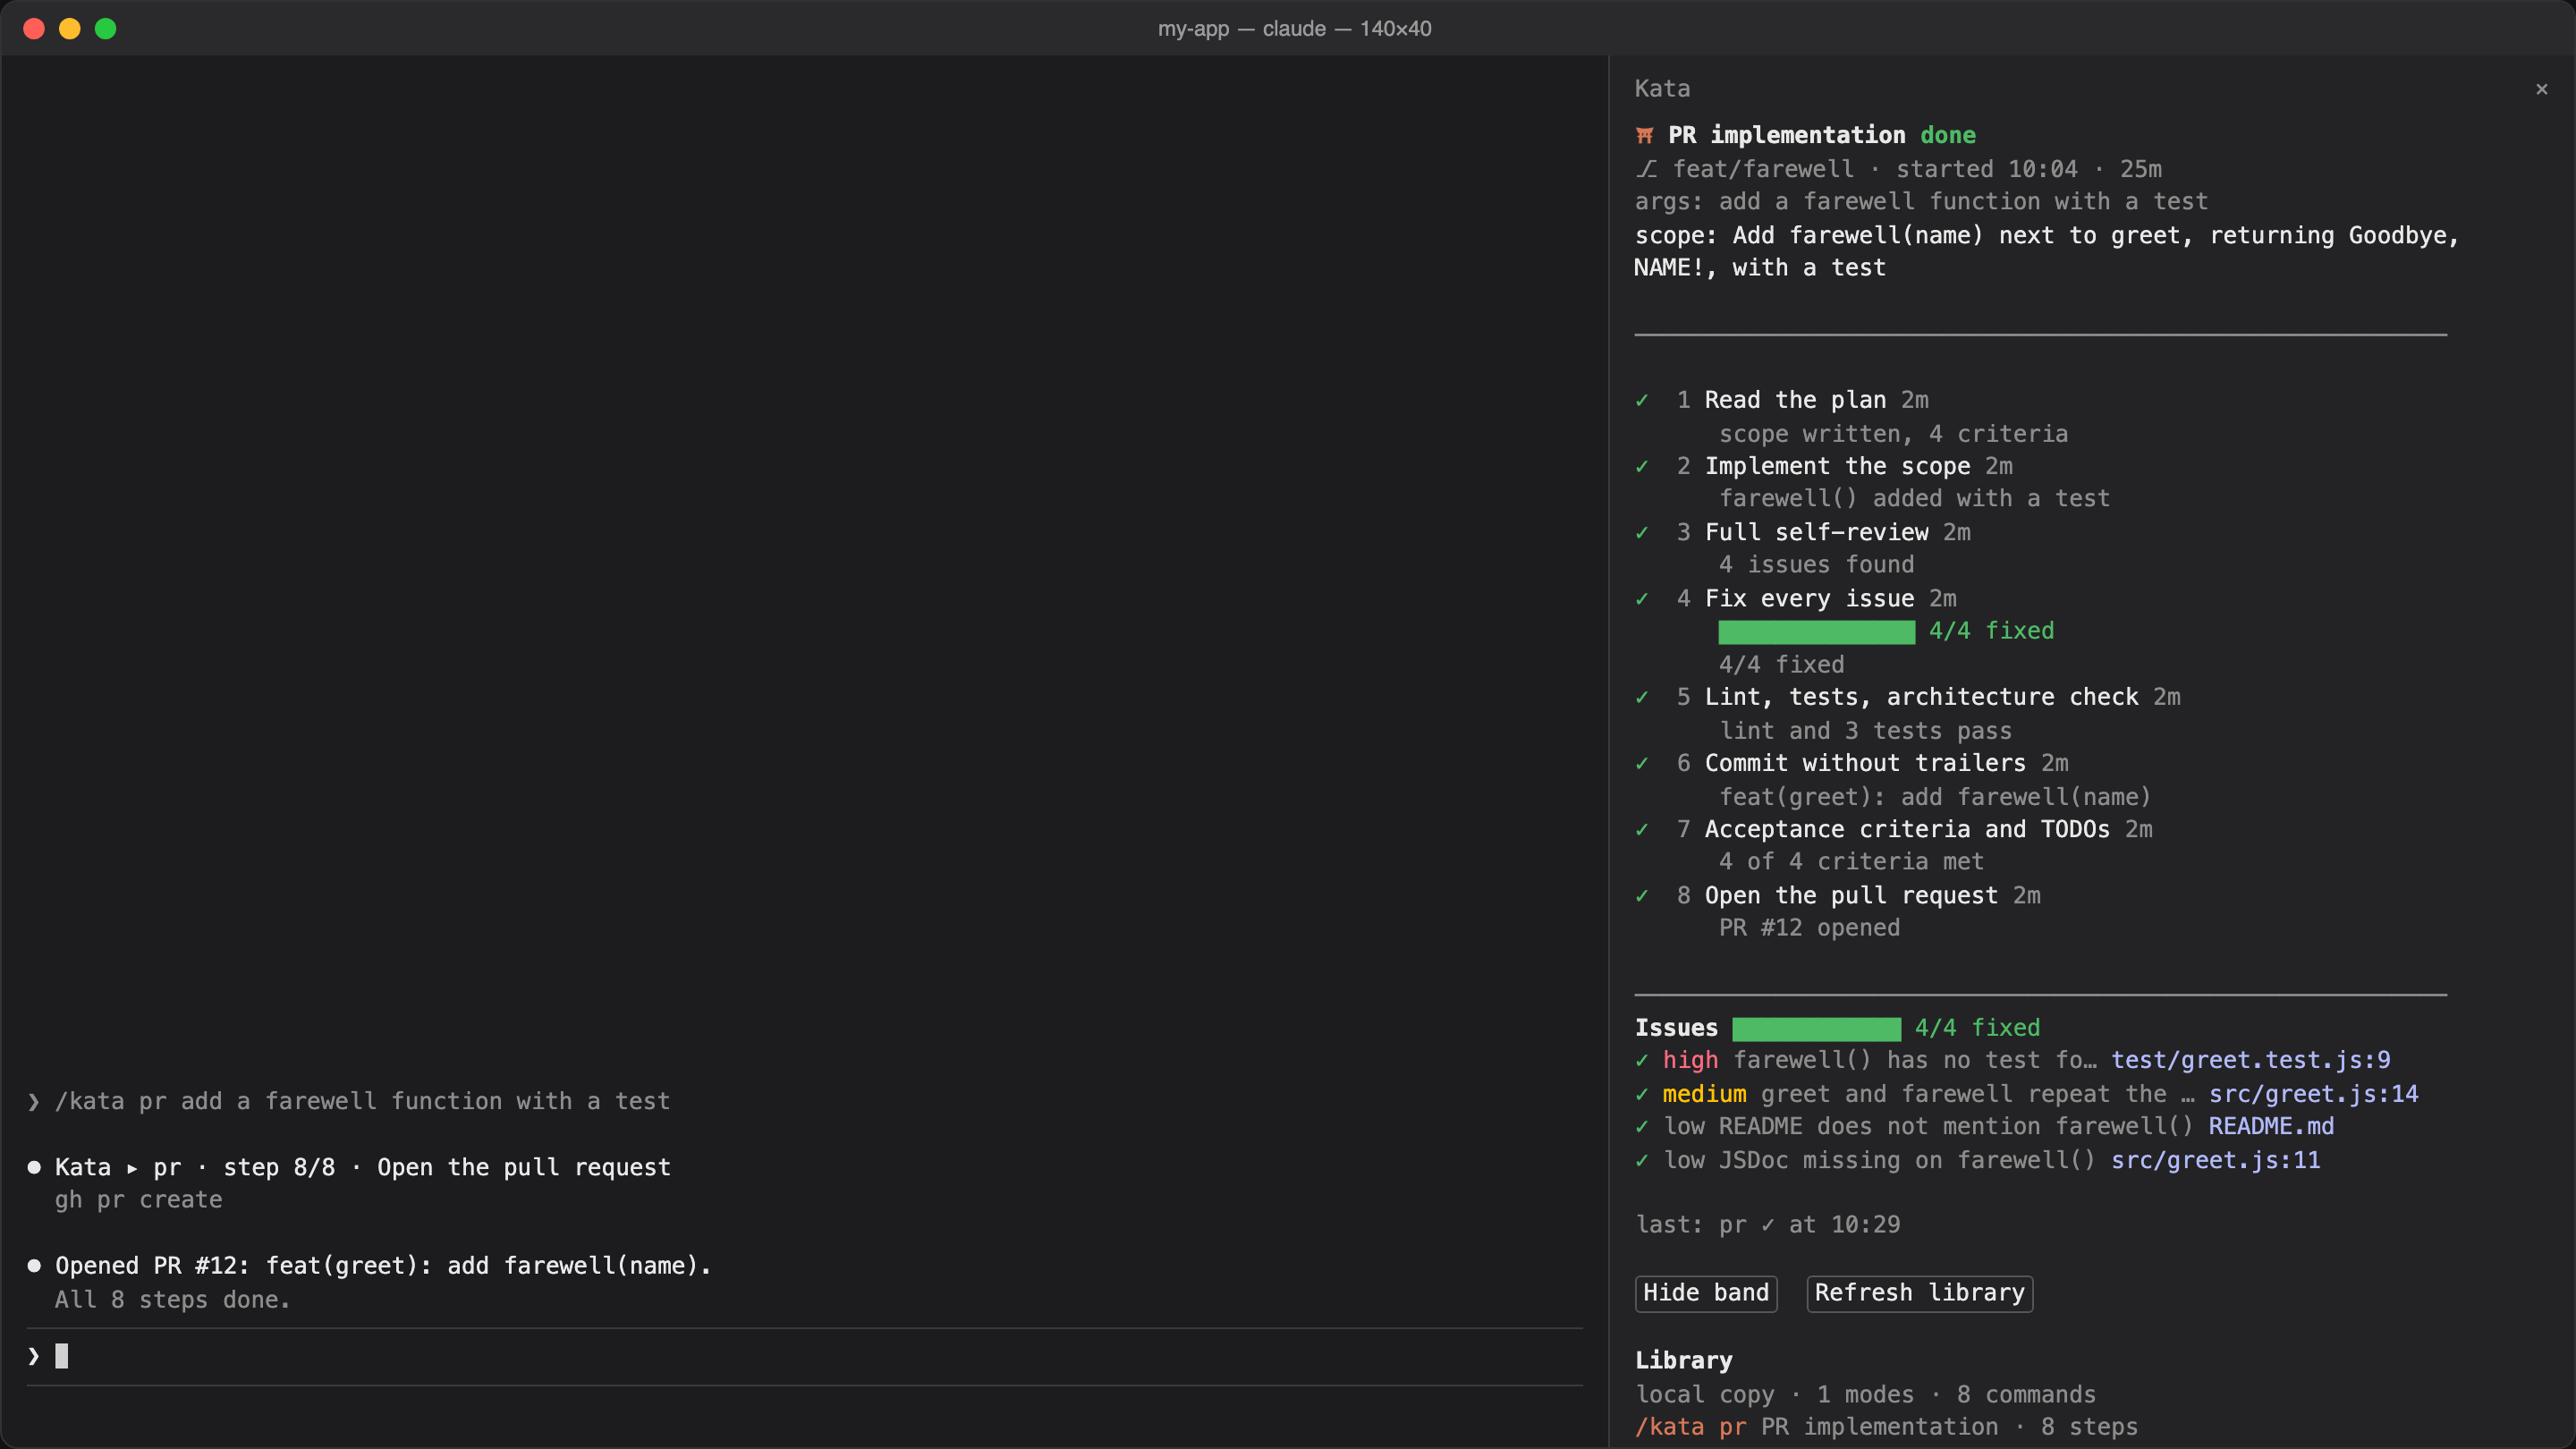 my-app — claude — 140×40
❯ /kata pr add a farewell function with a test
● Kata ▸ pr · step 8/8 · Open the pull request
gh pr create
● Opened PR #12: feat(greet): add farewell(name).
All 8 steps done.
❯
Kata ×
⛩ PR implementation done
⎇ feat/farewell · started 10:04 · 25m
args: add a farewell function with a test
scope: Add farewell(name) next to greet, returning Goodbye,
NAME!, with a test
✓ 1 Read the plan 2m
scope written, 4 criteria
✓ 2 Implement the scope 2m
farewell() added with a test
✓ 3 Full self-review 2m
4 issues found
✓ 4 Fix every issue 2m
4/4 fixed
4/4 fixed
✓ 5 Lint, tests, architecture check 2m
lint and 3 tests pass
✓ 6 Commit without trailers 2m
feat(greet): add farewell(name)
✓ 7 Acceptance criteria and TODOs 2m
4 of 4 criteria met
✓ 8 Open the pull request 2m
PR #12 opened
Issues 4/4 fixed
✓ high farewell() has no test fo… test/greet.test.js:9
✓ medium greet and farewell repeat the … src/greet.js:14
✓ low README does not mention farewell() README.md
✓ low JSDoc missing on farewell() src/greet.js:11
last: pr ✓ at 10:29
Hide band Refresh library
Library
local copy · 1 modes · 8 commands
/kata pr PR implementation · 8 steps